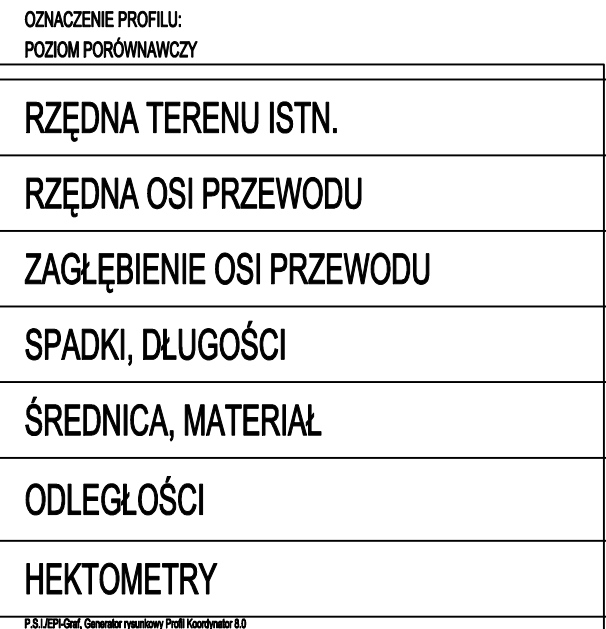 OZNACZENIE PROFILU:
POZIOM PORÓWNAWCZY
RZĘDNA TERENU ISTN.
RZĘDNA OSI PRZEWODU
ZAGŁĘBIENIE OSI PRZEWODU
SPADKI, DŁUGOŚCI
ŚREDNICA, MATERIAŁ
ODLEGŁOŚCI
HEKTOMETRY
P.S.I./EPI-Graf, Generator rysunkowy Profil Koordynator 8.0